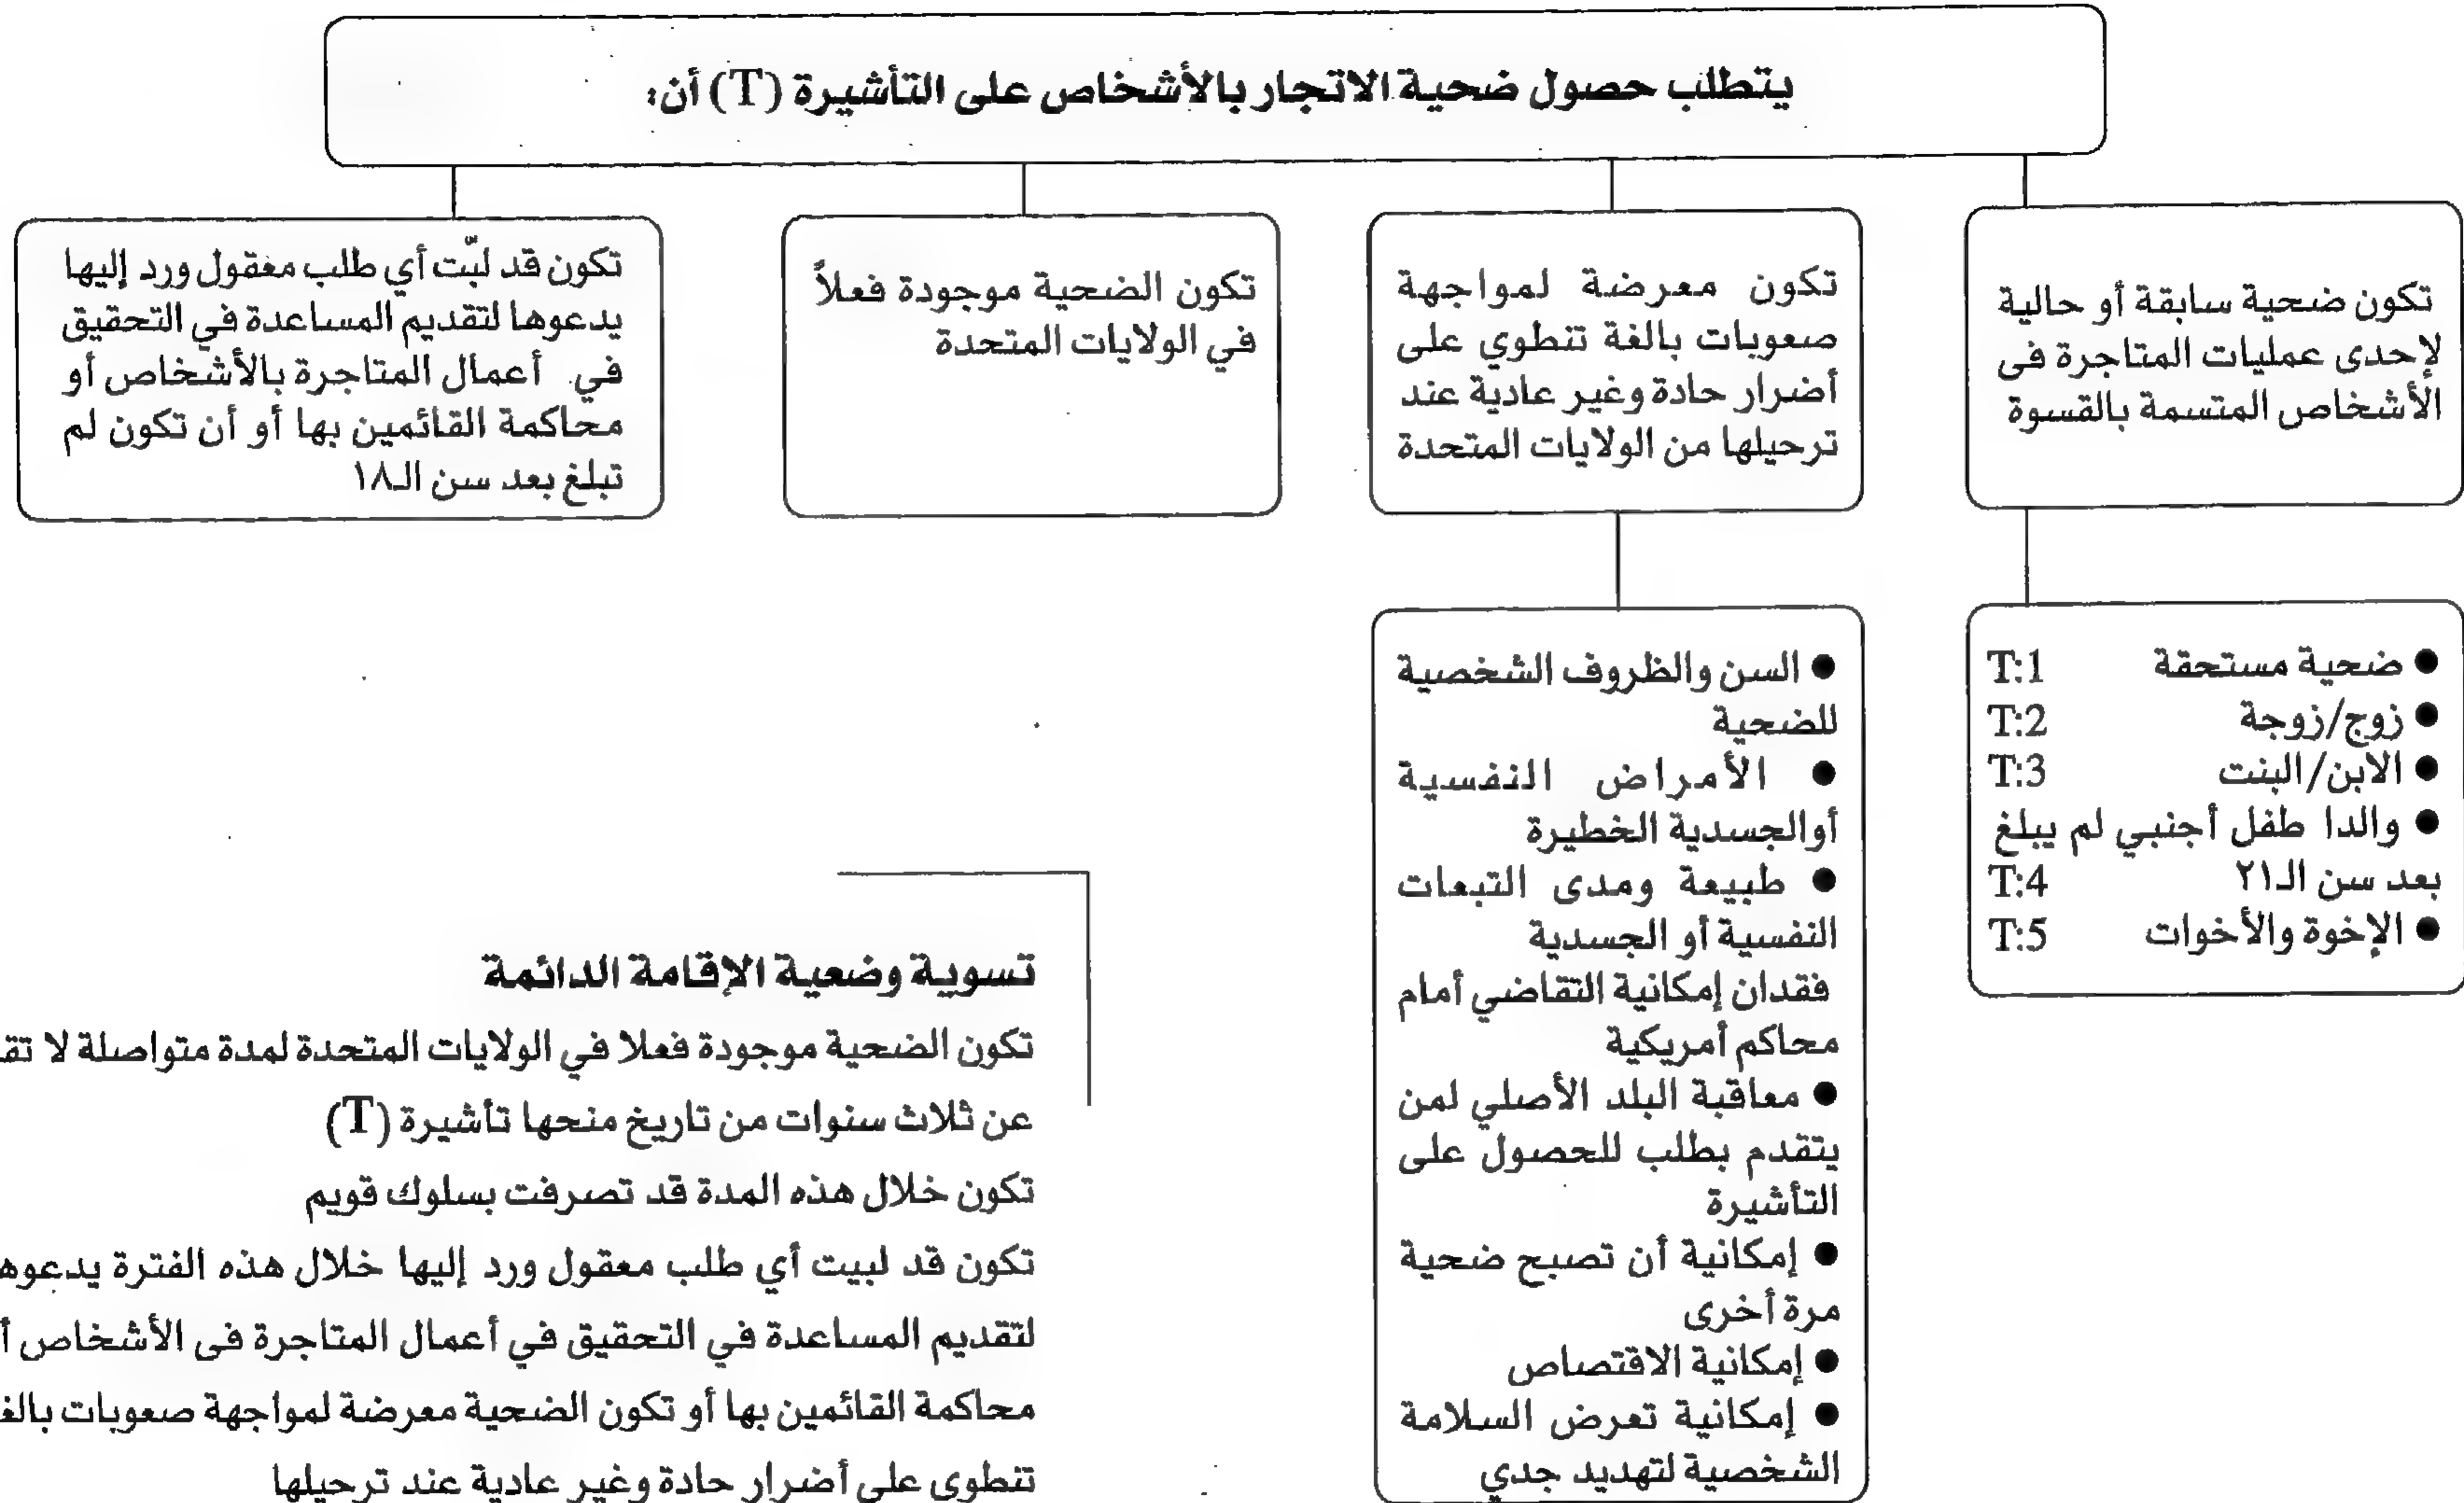 يتطلب حصول ضحية الاتجار بالأشخاص على التأشيرة (T) أن:
تكون ضحية سابقة أو حالية
لإحدى عمليات المتاجرة فى
الأشخاص المتسمة بالقسوة
تكون معرضة لمواجهة
صعوبات بالغة تنطوي على
أضرار حادة وغير عادية عند
ترحيلها من الولايات المتحدة
تكون الضحية موجودة فعلاً
في الولايات المتحدة
تكون قد لبّت أي طلب معقول ورد إليها
يدعوها لتقديم المساعدة في التحقيق
في أعمال المتاجرة بالأشخاص أو
محاكمة القائمين بها أو أن تكون لم
تبلغ بعد سن الـ١٨
● ضحية مستحقة T:1
● زوج/زوجة T:2
● الابن/البنت T:3
● والدا طفل أجنبي لم يبلغ
بعد سن الـ٢١ T:4
● الإخوة والأخوات T:5
● السن والظروف الشخصية
للضحية
● الأمراض النفسية
أوالجسدية الخطيرة
● طبيعة ومدى التبعات
النفسية أو الجسدية
فقدان إمكانية التقاضي أمام
محاكم أمريكية
● معاقبة البلد الأصلي لمن
يتقدم بطلب للحصول على
التأشيرة
● إمكانية أن تصبح ضحية
مرة أخرى
● إمكانية الاقتصاص
● إمكانية تعرض السلامة
الشخصية لتهديد جدي
تسوية وضعية الإقامة الدائمة
تكون الضحية موجودة فعلا في الولايات المتحدة لمدة متواصلة لا
عن ثلاث سنوات من تاريخ منحها تأشيرة (T)
تكون خلال هذه المدة قد تصرفت بسلوك قويم
تكون قد لبيت أي طلب معقول ورد إليها خلال هذه الفترة
لتقديم المساعدة في التحقيق في أعمال المتاجرة فى الأشخاص
محاكمة القائمين بها أو تكون الضحية معرضة لمواجهة صعوبات
تنطوى على أضرار حادة وغير عادية عند ترحيلها